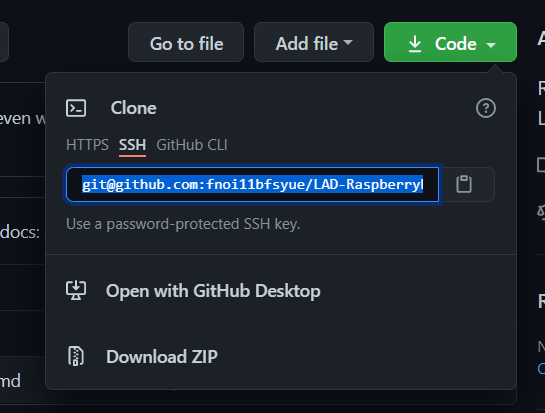 Go to file Add file Code
A
even w
R
L
Clone
HTTPS SSH GitHub CLI
git@github.com:fnoi11bfsyue/LAD-Raspberry
Use a password-protected SSH key.
docs:
Open with GitHub Desktop
R
N
Download ZIP
C
md